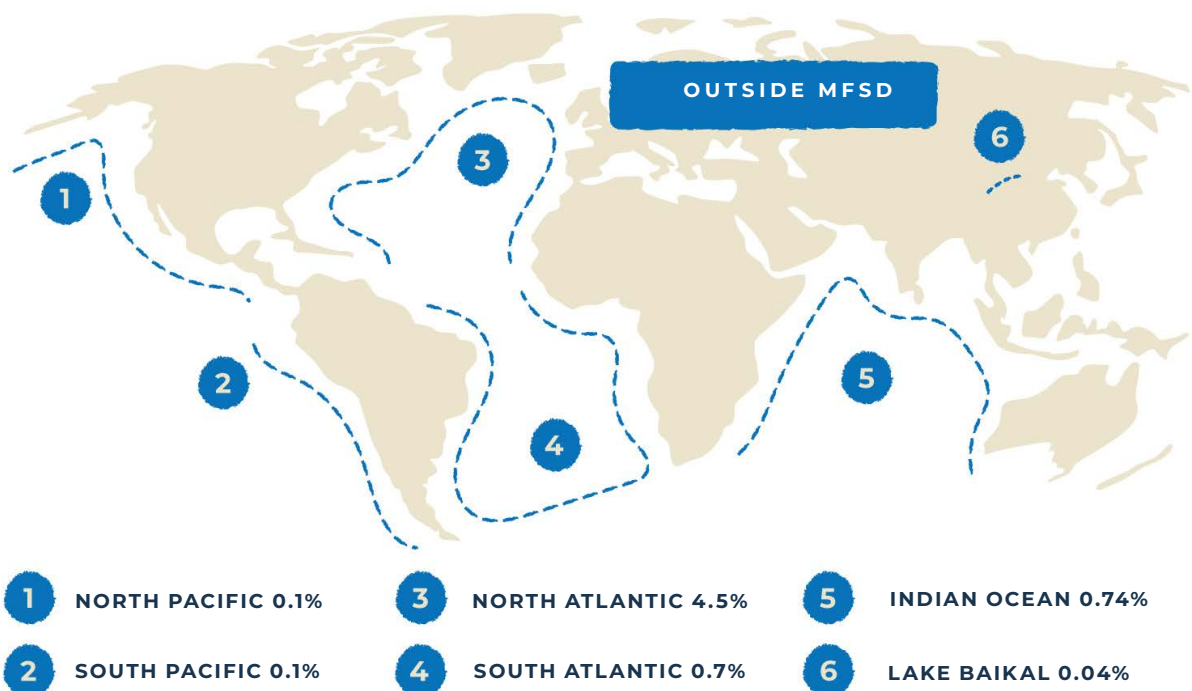 OUTSIDE MFSD
6
3
1
2
5
4
1 NORTH PACIFIC 0.1%
3 NORTH ATLANTIC 4.5%
5 INDIAN OCEAN 0.74%
2 SOUTH PACIFIC 0.1%
4 SOUTH ATLANTIC 0.7%
6 LAKE BAIKAL 0.04%